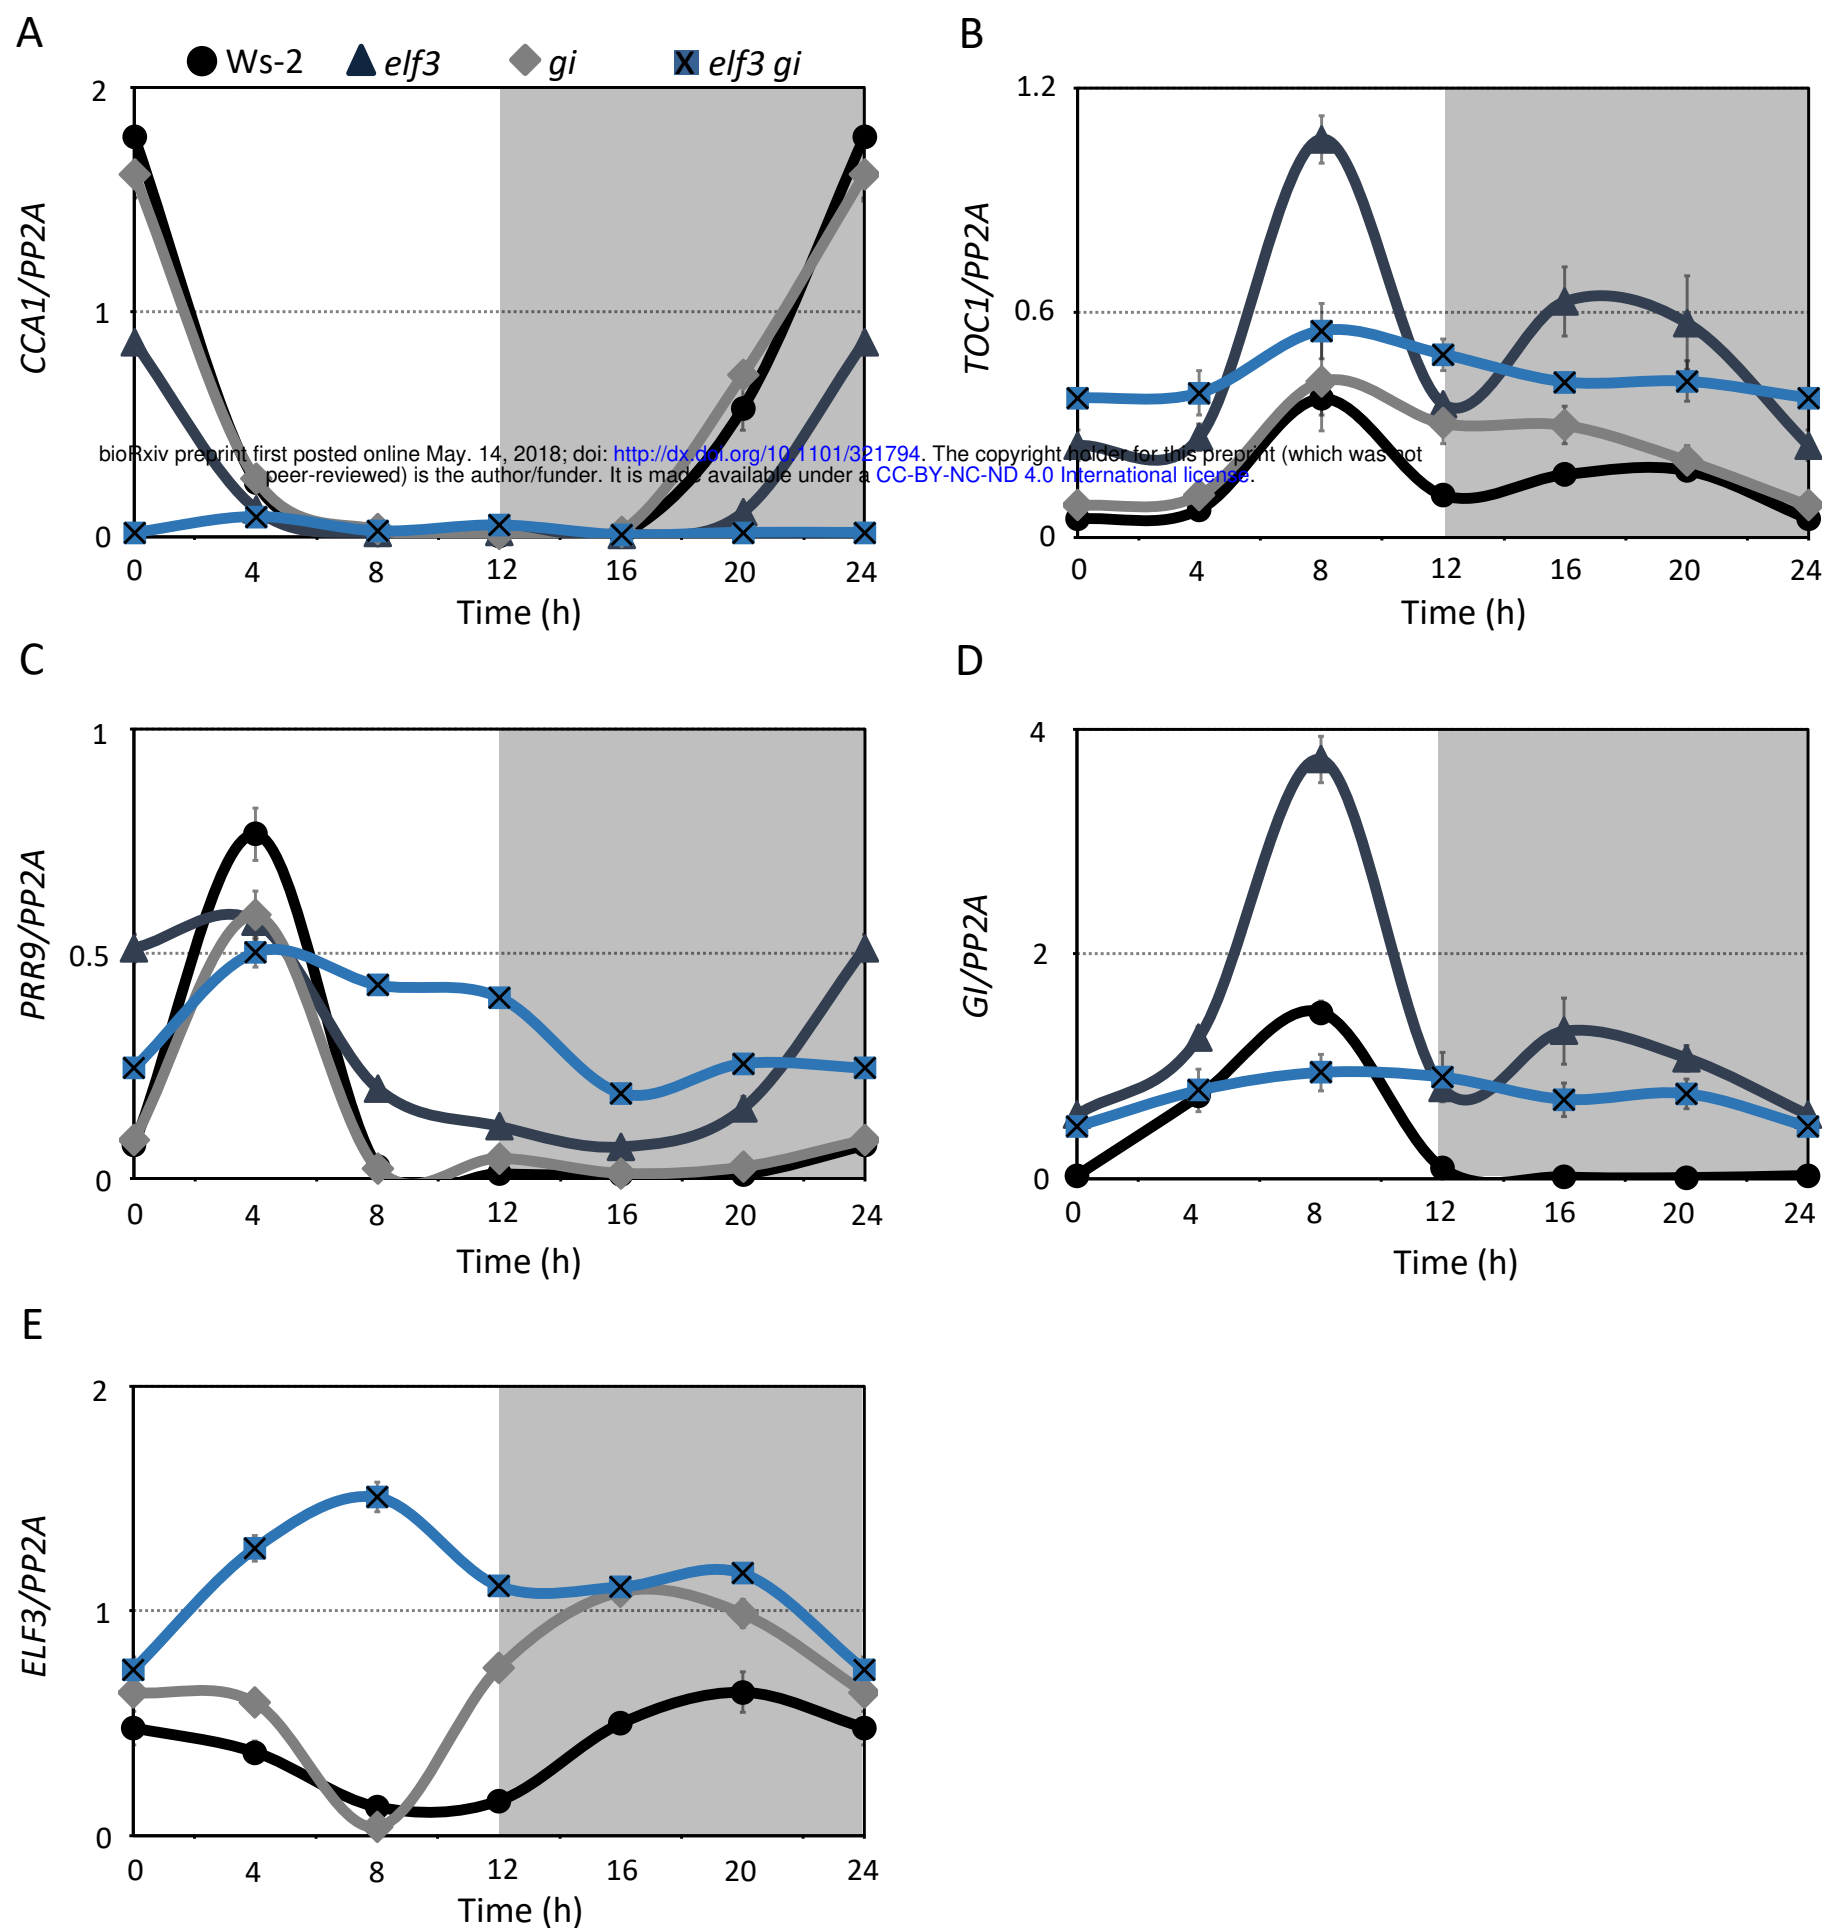 A
Ws-2 elf3 gi elf3 gi
2
1
0
CCA1/PP2A
0 4 8 12 16 20 24
Time (h)
B
1.2
0.6
0
TOC1/PP2A
0 4 8 12 16 20 24
Time (h)
bioRxiv preprint first posted online May. 14, 2018; doi: http://dx.doi.org/10.1101/321794. The copyright holder for this preprint (which was not
peer-reviewed) is the author/funder. It is made available under a CC-BY-NC-ND 4.0 International license.
C
1
0.5
0
PRR9/PP2A
0 4 8 12 16 20 24
Time (h)
D
4
2
0
GI/PP2A
0 4 8 12 16 20 24
Time (h)
E
2
1
0
ELF3/PP2A
0 4 8 12 16 20 24
Time (h)